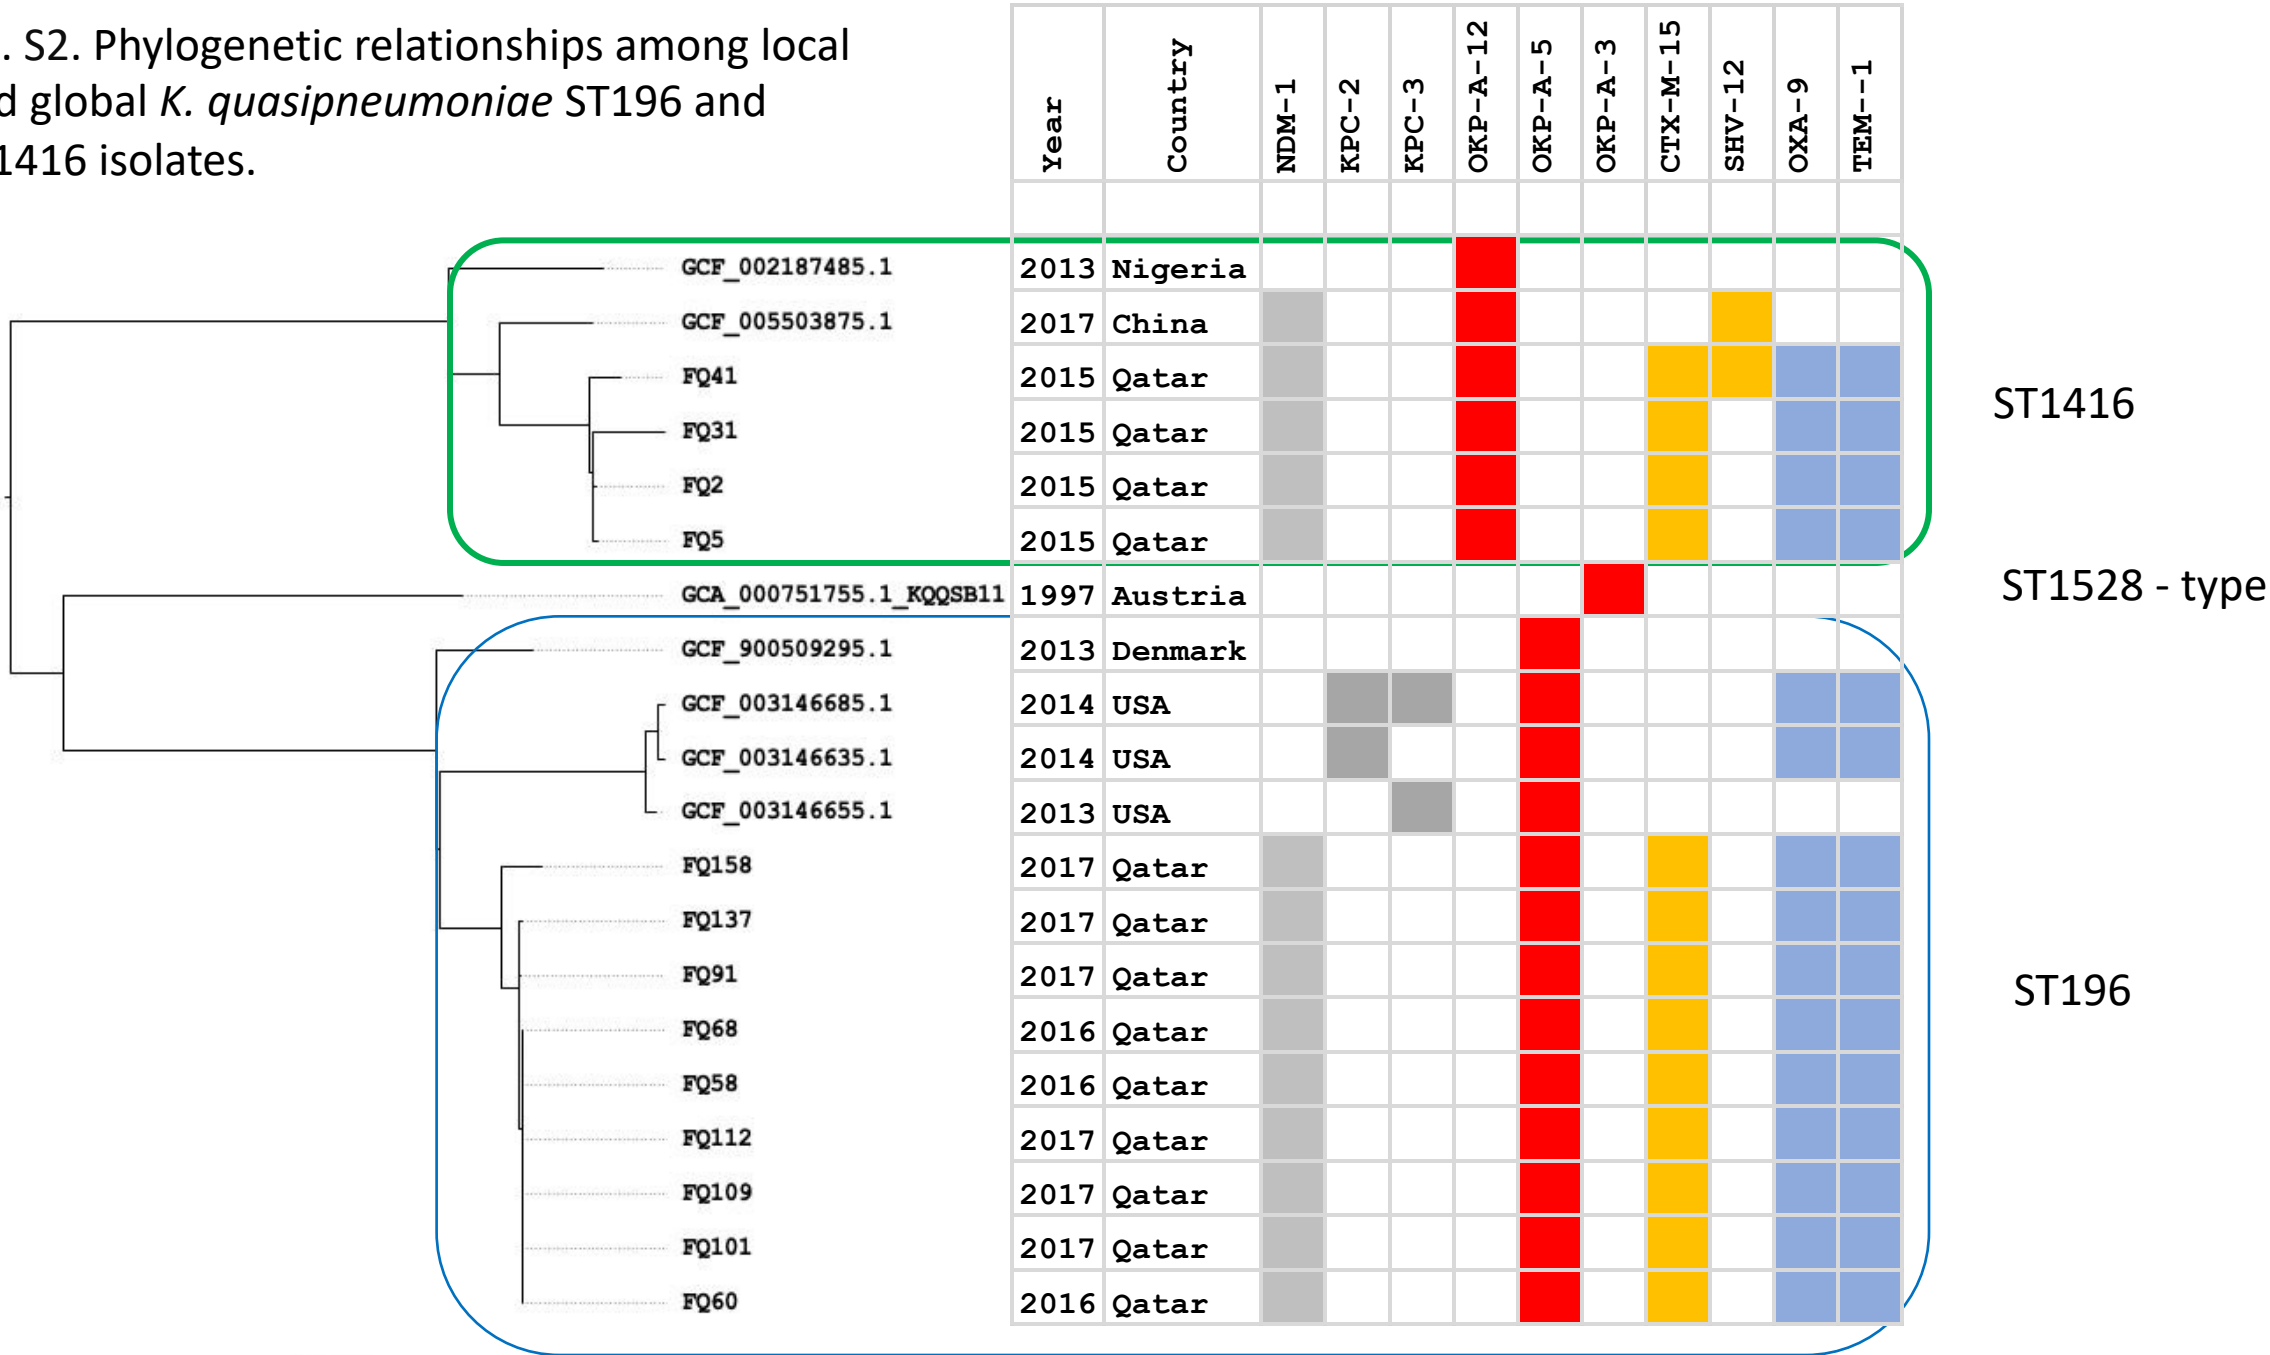 . S2. Phylogenetic relationships among local
d global K. quasipneumoniae ST196 and
1416 isolates.
Year Country NDM-1 KPC-2 KPC-3 OKP-A-12 OKP-A-5 OKP-A-3 CTX-M-15 SHV-12 OXA-9 TEM--1
GCF_002187485.1 2013 Nigeria
GCF_005503875.1 2017 China
FQ41 2015 Qatar
ST1416
FQ31 2015 Qatar
FQ2 2015 Qatar
FQ5 2015 Qatar
ST1528 - type
GCA_000751755.1_KQQSB11 1997 Austria
GCF_900509295.1 2013 Denmark
GCF_003146685.1 2014 USA
GCF_003146635.1 2014 USA
GCF_003146655.1 2013 USA
FQ158 2017 Qatar
FQ137 2017 Qatar
FQ91 2017 Qatar
ST196
FQ68 2016 Qatar
FQ58 2016 Qatar
FQ112 2017 Qatar
FQ109 2017 Qatar
FQ101 2017 Qatar
FQ60 2016 Qatar